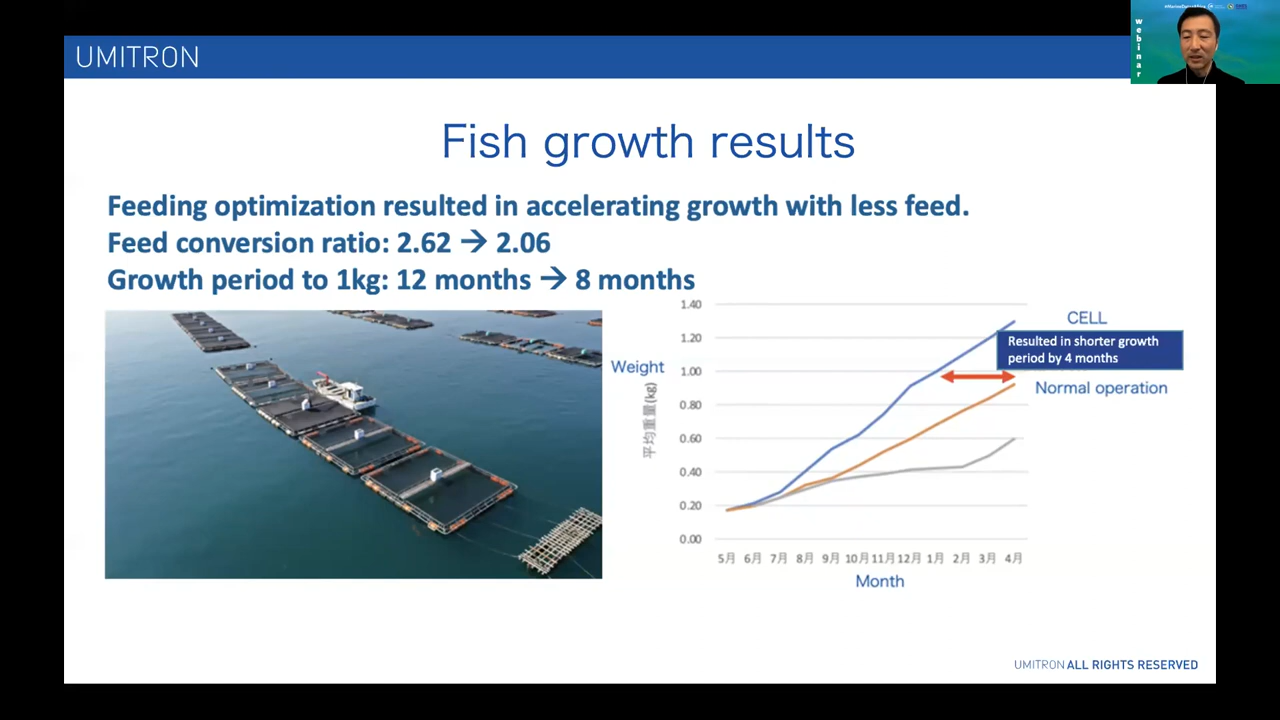 webinar
UMITRON
Fish growth results
Feeding optimization resulted in accelerating growth with less feed.
Feed conversion ratio: 2.62 → 2.06
Growth period to 1kg: 12 months → 8 months
Weight
平均重量(kg)
1.40
1.20
1.00
0.80
0.60
0.40
0.20
0.00
CELL
Resulted in shorter growth
period by 4 months
Normal operation
5月 6月 7月 8月 9月 10月 11月 12月 1月 2月 3月 4月
Month
UMITRON ALL RIGHTS RESERVED